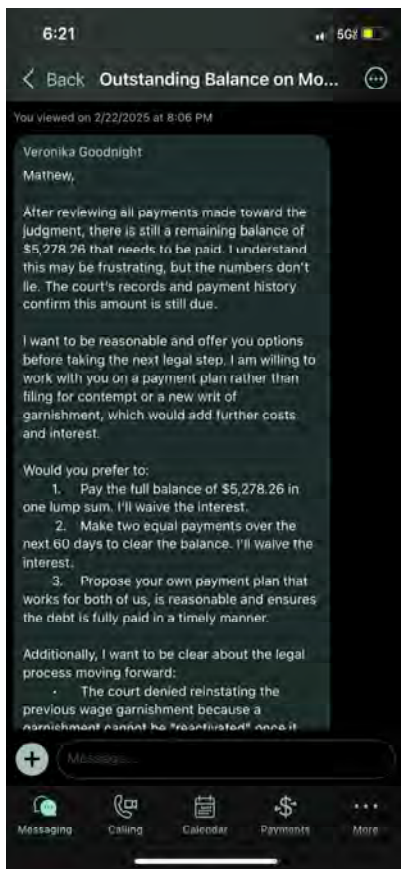 6:21
5G
Back Outstanding Balance on Mo...
You viewed on 2/22/2025 at 8:06 PM
Veronika Goodnight
Mathew,
After reviewing all payments made toward the
judgment, there is still a remaining balance of
$5,278.26 that needs to be paid. I understand
this may be frustrating, but the numbers don't
lie. The court's records and payment history
confirm this amount is still due.
I want to be reasonable and offer you options
before taking the next legal step. I am willing to
work with you on a payment plan rather than
filing for contempt or a new writ of
garnishment, which would add further costs
and interest.
Would you prefer to:
1. Pay the full balance of $5,278.26 in
one lump sum. I'll waive the interest.
2. Make two equal payments over the
next 60 days to clear the balance. I'll waive the
interest.
3. Propose your own payment plan that
works for both of us, is reasonable and ensures
the debt is fully paid in a timely manner.
Additionally, I want to be clear about the legal
process moving forward:
· The court denied reinstating the
previous wage garnishment because a
garnishment cannot be "reactivated" once it
Message...
Messaging Calling Calendar Payments More